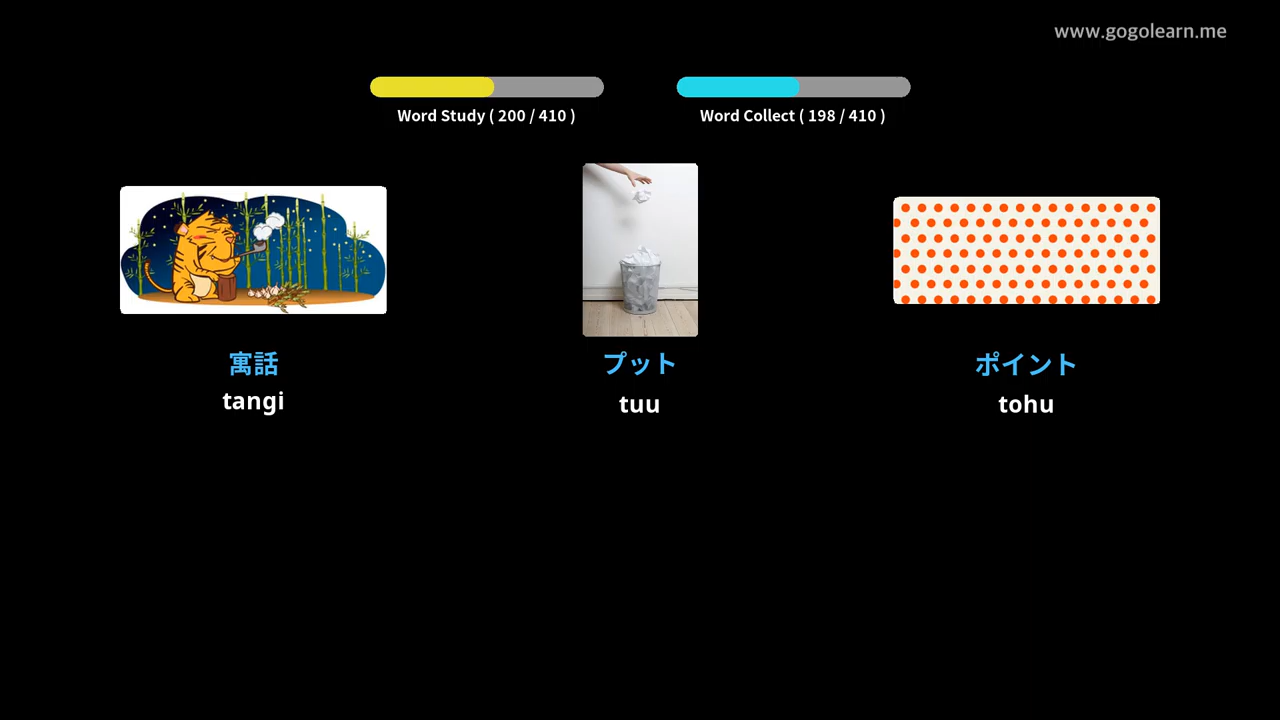 www.gogolearn.me
Word Study ( 200 / 410 )
Word Collect ( 198 / 410 )
寓話
tangi
プット
tuu
ポイント
tohu